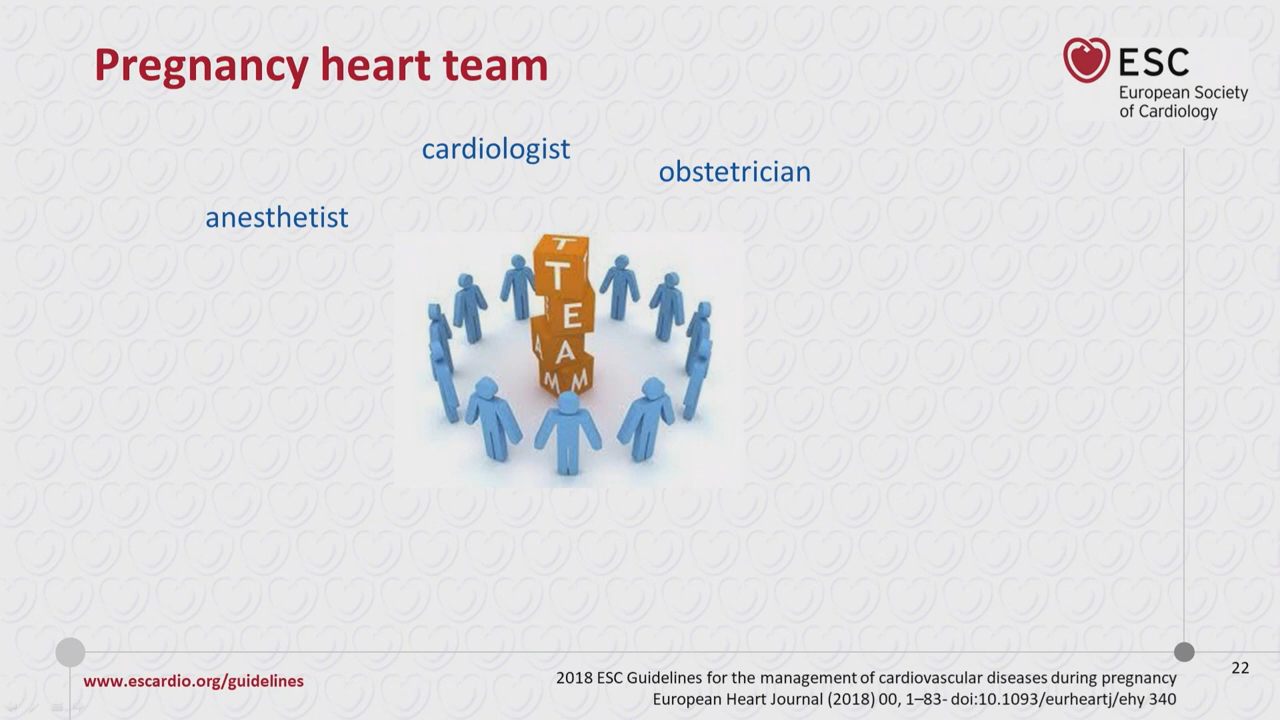 Pregnancy heart team
ESC
European Society
of Cardiology
cardiologist
obstetrician
anesthetist
T
T
E
A
A
M
M
22
www.escardio.org/guidelines
2018 ESC Guidelines for the management of cardiovascular diseases during pregnancy
European Heart Journal (2018) 00, 1–83- doi:10.1093/eurheartj/ehy 340